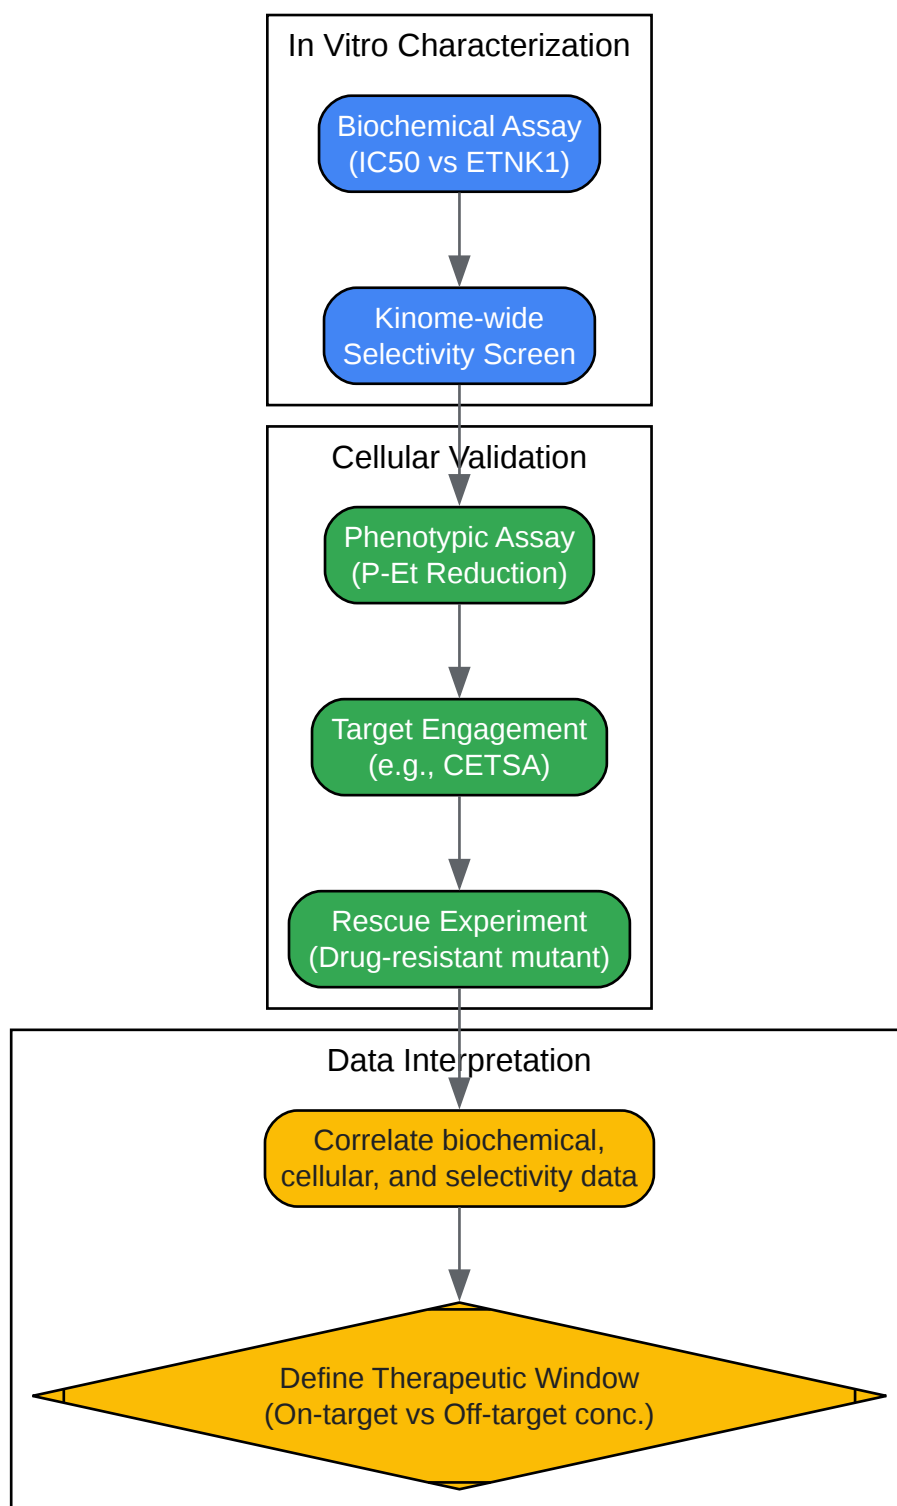 In Vitro Characterization
Biochemical Assay
(IC50 vs ETNK1)
Kinome-wide
Selectivity Screen
Cellular Validation
Phenotypic Assay
(P-Et Reduction)
Target Engagement
(e.g., CETSA)
Rescue Experiment
(Drug-resistant mutant)
Data Interpretation
Correlate biochemical,
cellular, and selectivity data
Define Therapeutic Window
(On-target vs Off-target conc.)